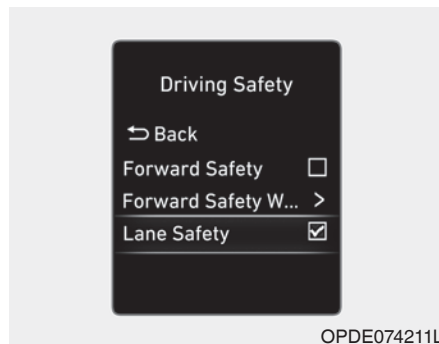 Driving Safety
Back
Forward Safety
Forward Safety W... >
Lane Safety
OPDE074211L